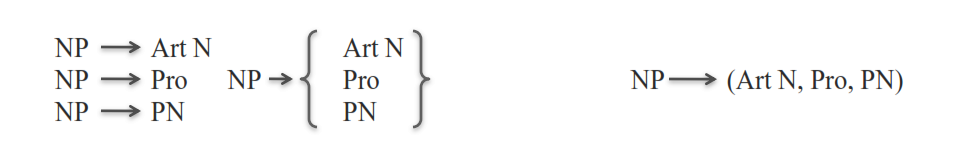 NP → Art N
NP → Pro
NP → PN
NP → { Art N
Pro
PN }
NP → (Art N, Pro, PN)